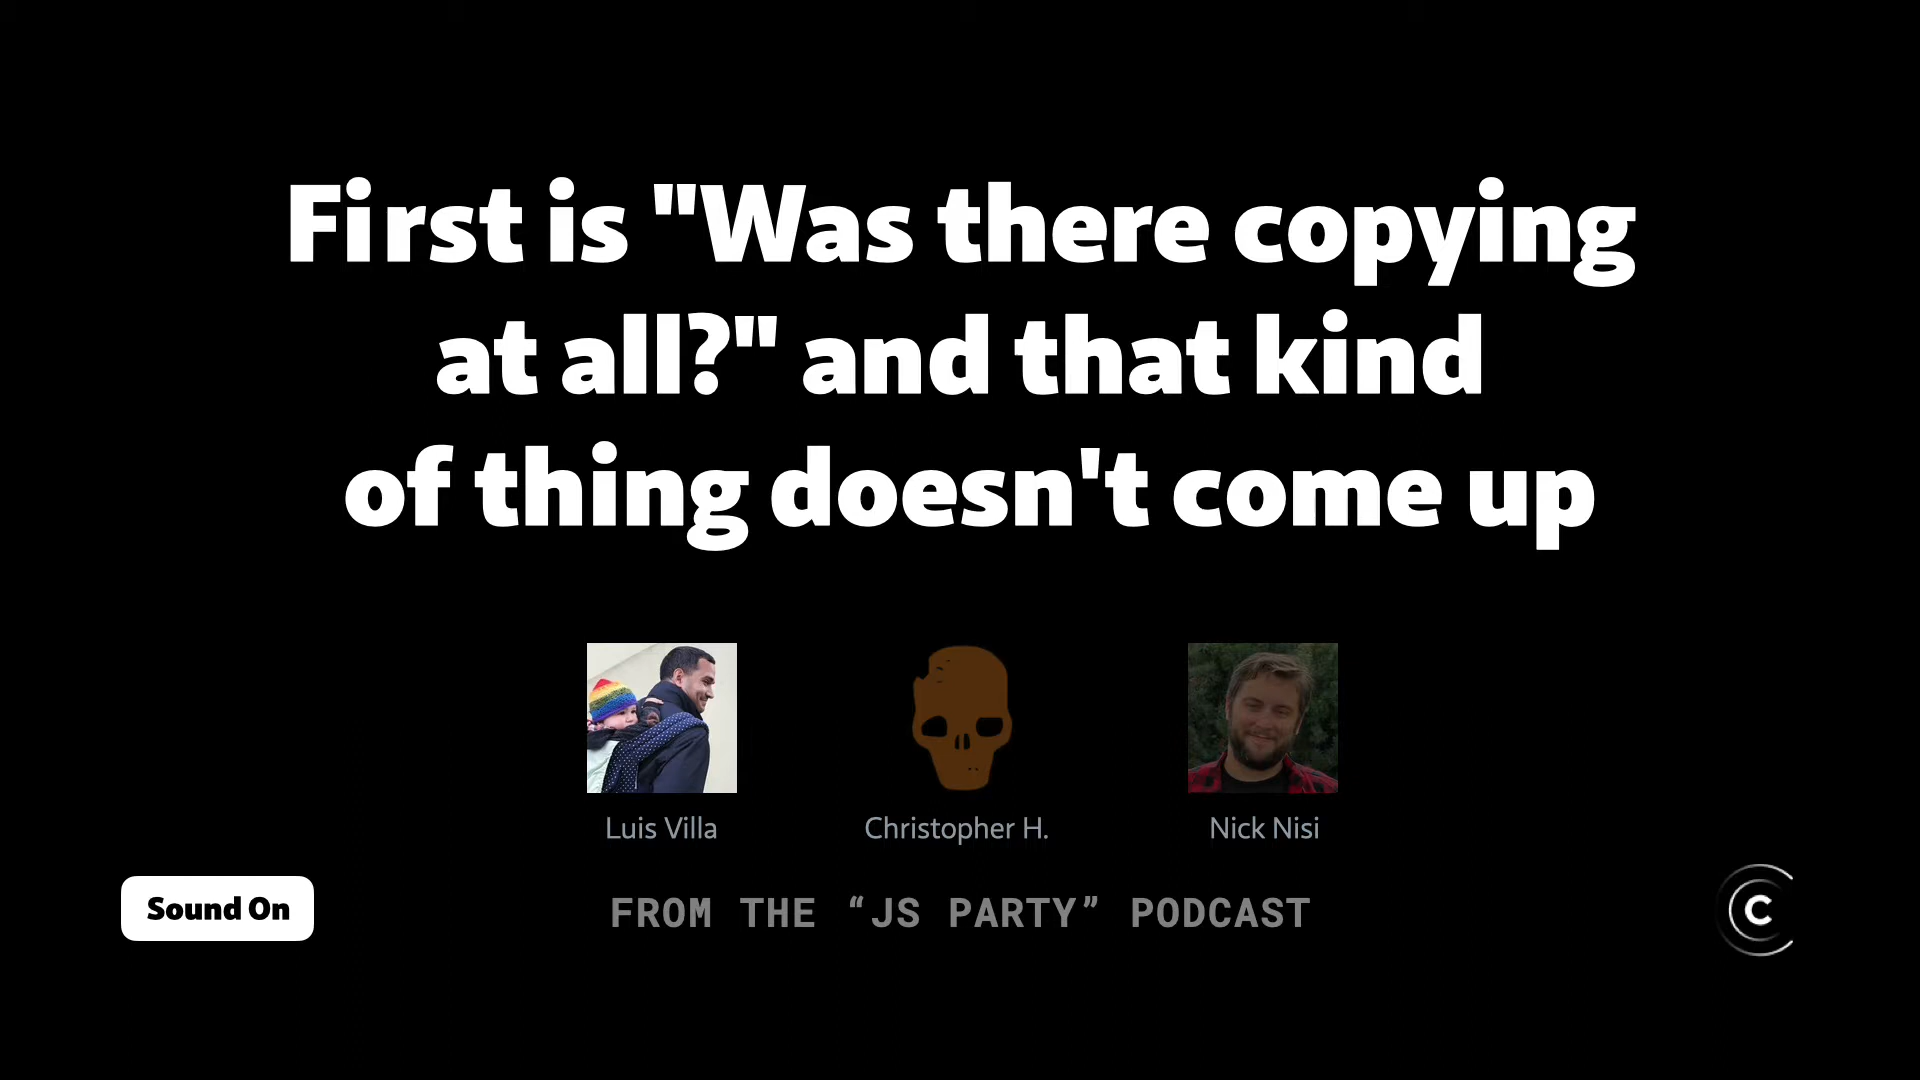 First is "Was there copying
at all?" and that kind
of thing doesn't come up
Luis Villa
Christopher H.
Nick Nisi
Sound On
FROM THE “JS PARTY” PODCAST
C